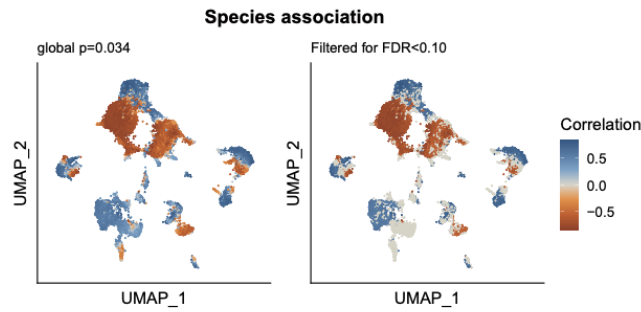 Species association
global p=0.034
Filtered for FDR<0.10
UMAP_2
UMAP_1
UMAP_2
UMAP_1
Correlation
0.5
0.0
−0.5